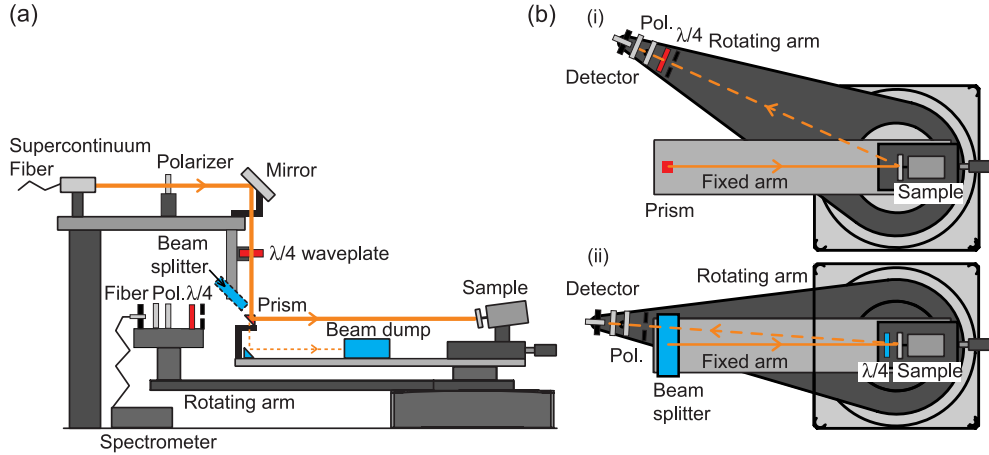 (a)
Supercontinuum
Fiber
Polarizer
Mirror
λ/4 waveplate
Beam
splitter
Fiber Pol. λ/4
Prism
Sample
Beam dump
Rotating arm
Spectrometer
(b)
(i)
Pol.
λ/4
Rotating arm
Detector
Fixed arm
Sample
Prism
(ii)
Rotating arm
Detector
Pol.
Fixed arm
λ/4 Sample
Beam
splitter